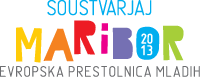 SOUSTVARJAJ
MARiBOR
2013
EVROPSKA PRESTOLNICA MLADIH